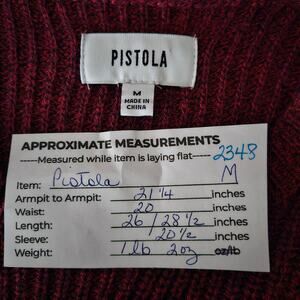 PISTOLA
M
MADE IN
CHINA
APPROXIMATE MEASUREMENTS
-----Measured while item is laying flat----- 2348
Item: Pistola M
Armpit to Armpit: 21 1/4 inches
Waist: 20 inches
Length: 26 / 28 1/2 inches
Sleeve: 20 1/2 inches
Weight: 1 lb 2oz oz/lb